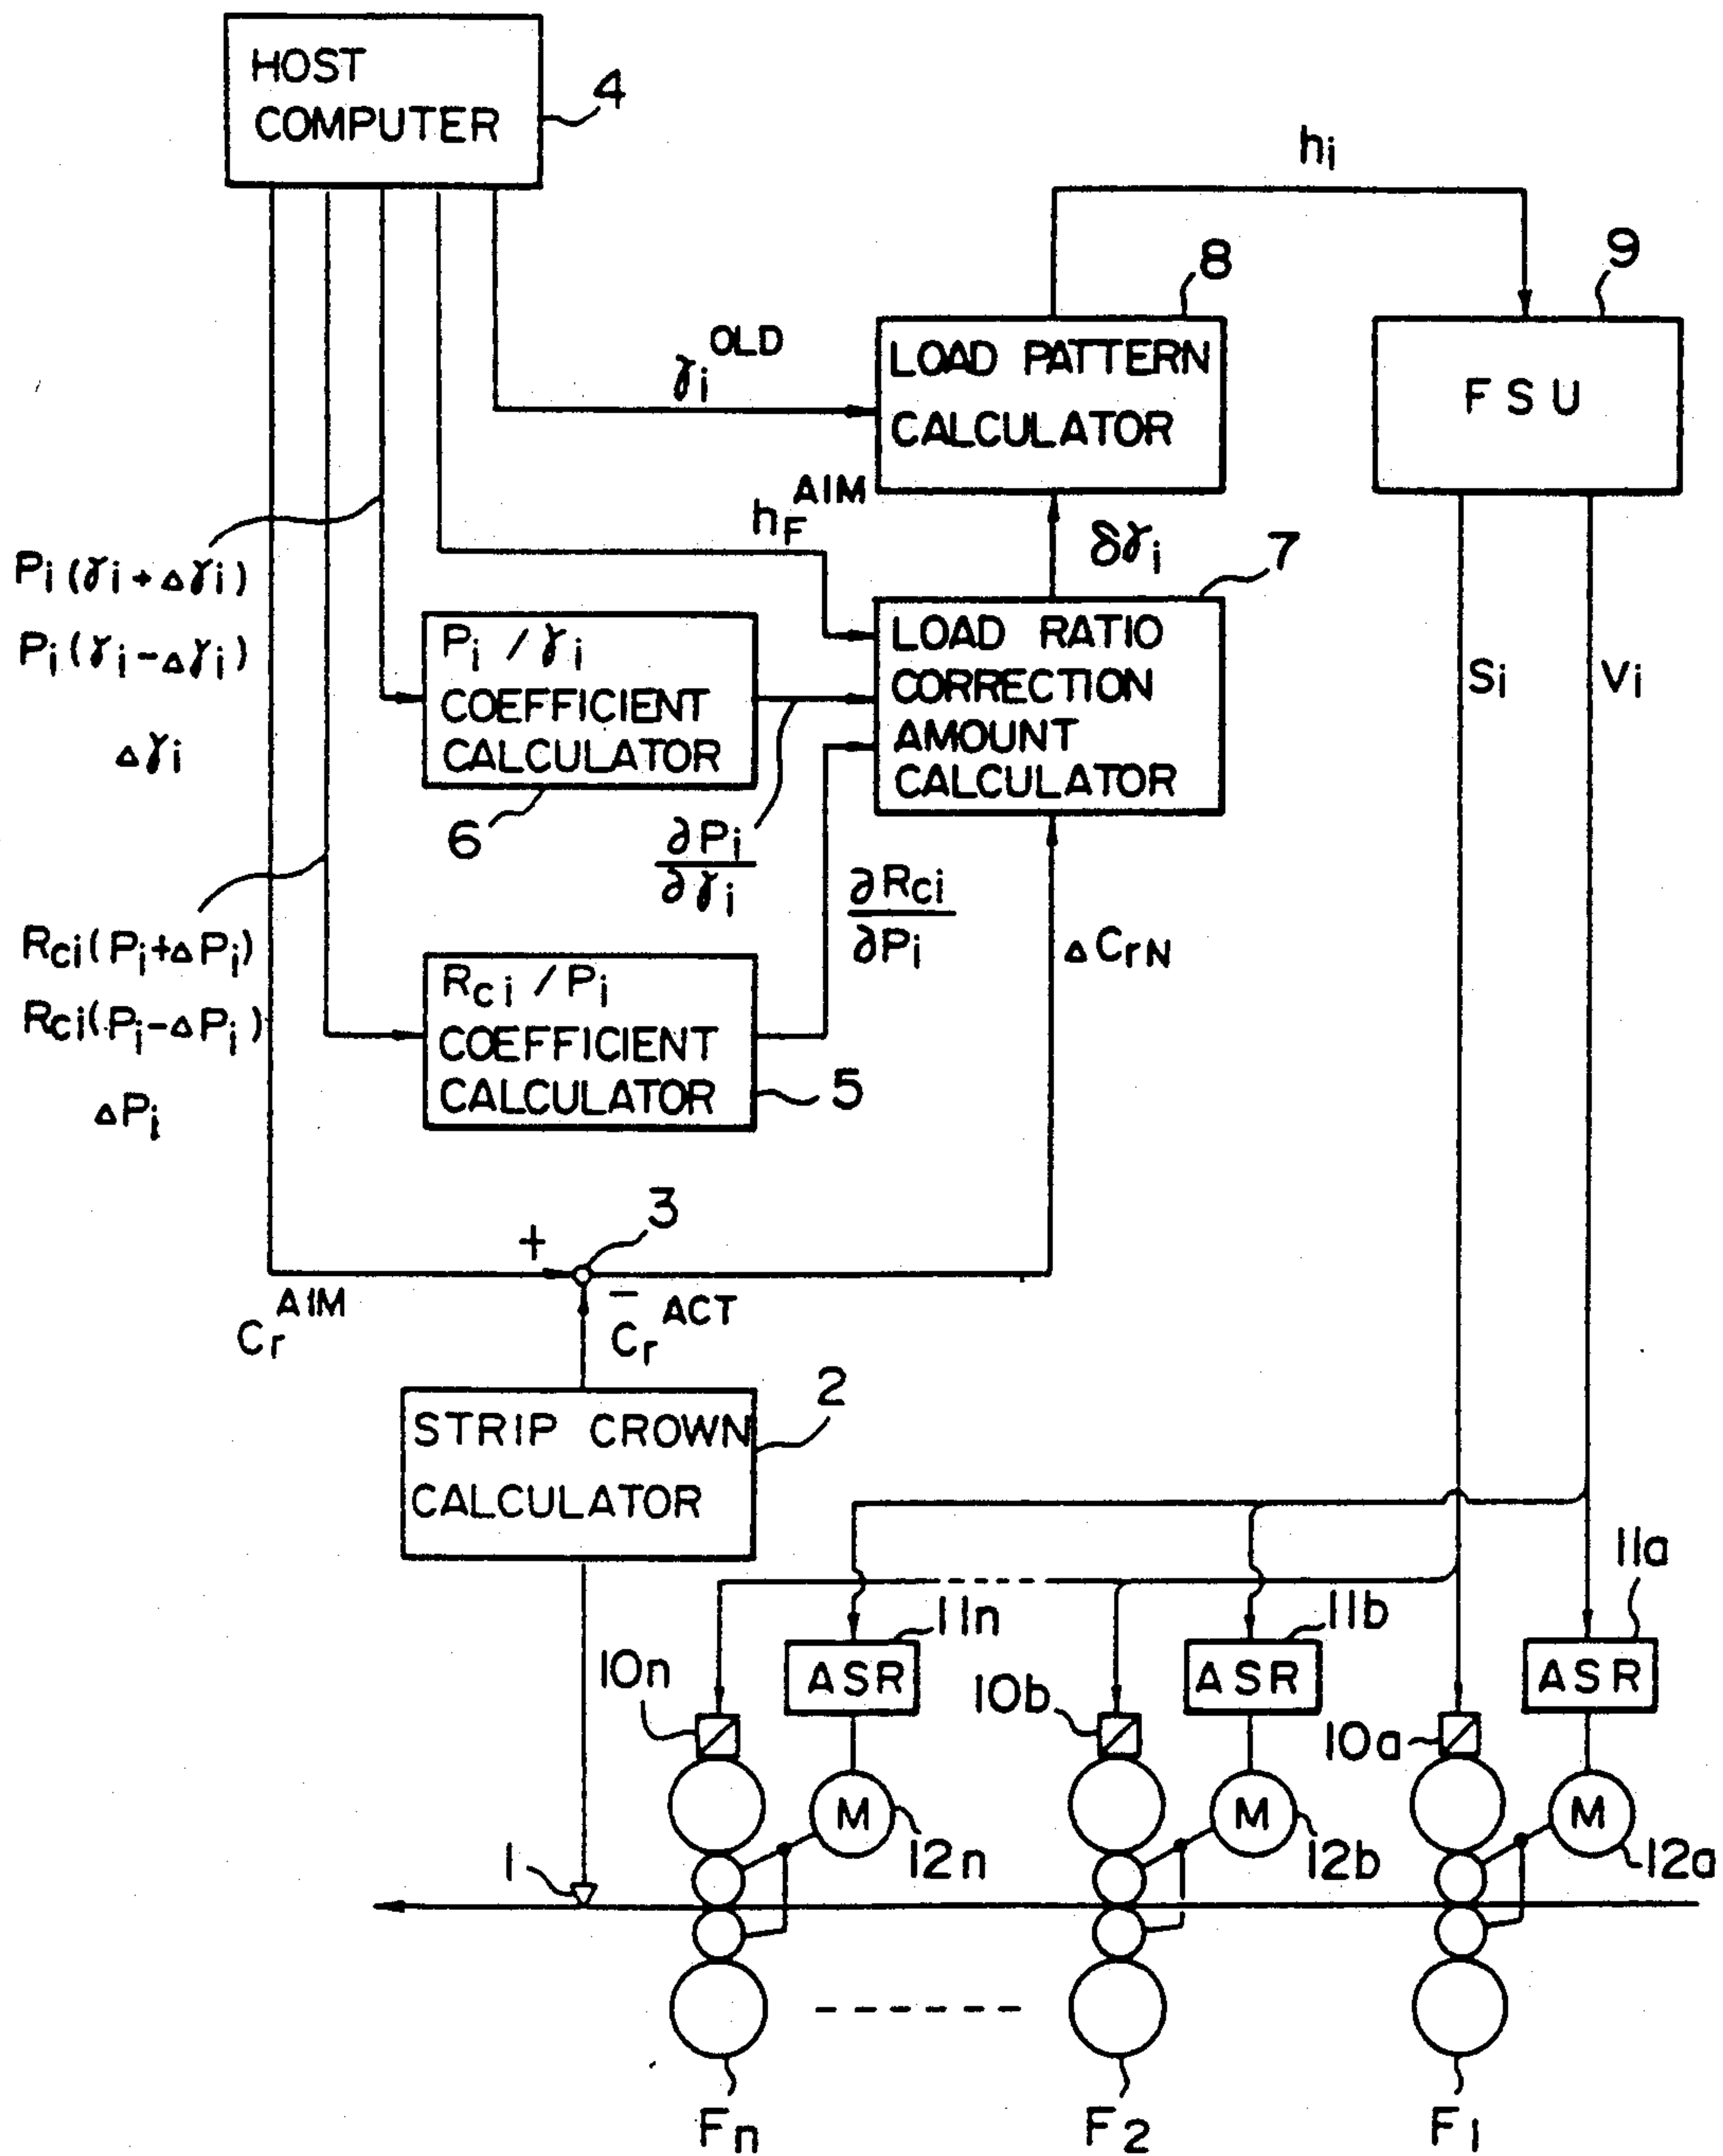 HOST
COMPUTER
4
hi
8
9
γi OLD
LOAD PATTERN
CALCULATOR
F S U
hF AIM
δγi
7
Pi (γi + Δγi)
Pi (γi − Δγi)
Δγi
Pi / γi
COEFFICIENT
CALCULATOR
6
LOAD RATIO
CORRECTION
AMOUNT
CALCULATOR
Si
Vi
∂Pi
∂γi
∂Rci
∂Pi
ΔCrN
Rci (Pi + ΔPi)
Rci (Pi − ΔPi)
ΔPi
Rci / Pi
COEFFICIENT
CALCULATOR
5
+
3
−
Cr AIM
Cr ACT
STRIP CROWN
CALCULATOR
2
11n
11b
11a
10n
ASR
10b
ASR
10a
ASR
M
M
M
1
12n
12b
12a
Fn
F2
F1